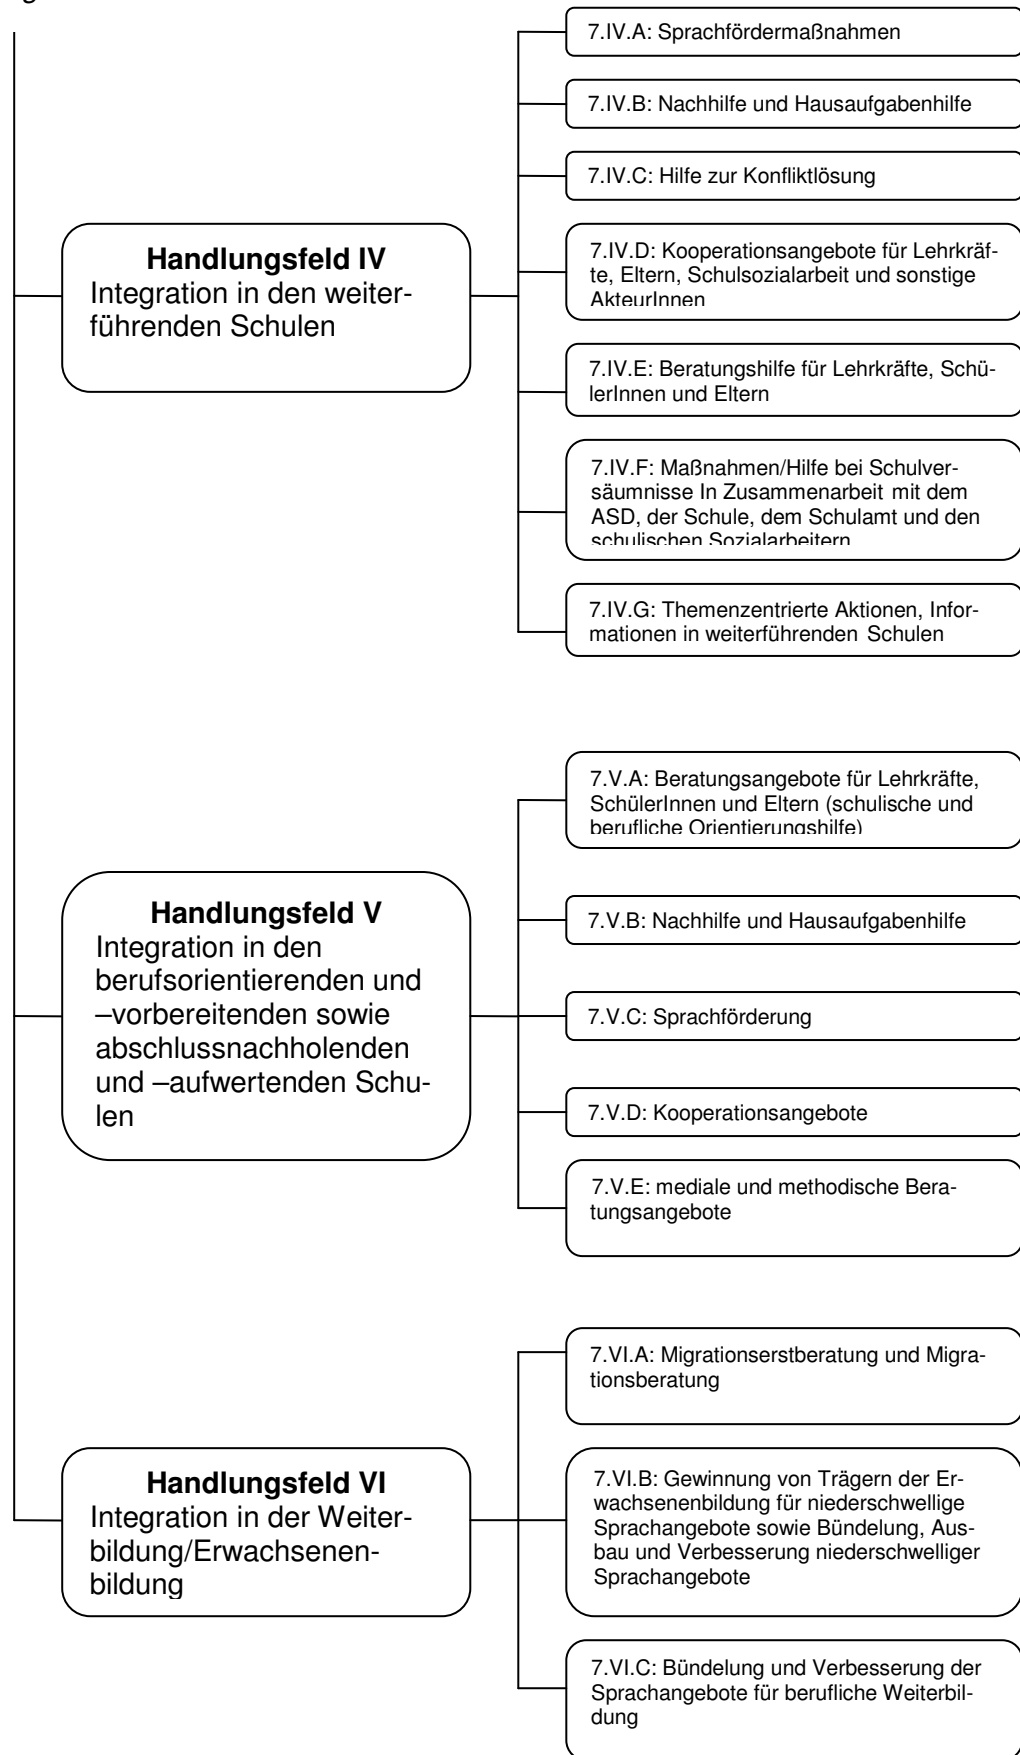 7.IV.A: Sprachfördermaßnahmen
7.IV.B: Nachhilfe und Hausaufgabenhilfe
7.IV.C: Hilfe zur Konfliktlösung
Handlungsfeld IV
Integration in den weiter-
führenden Schulen
7.IV.D: Kooperationsangebote für Lehrkräf-
te, Eltern, Schulsozialarbeit und sonstige
AkteurInnen
7.IV.E: Beratungshilfe für Lehrkräfte, Schü-
lerInnen und Eltern
7.IV.F: Maßnahmen/Hilfe bei Schulver-
säumnisse In Zusammenarbeit mit dem
ASD, der Schule, dem Schulamt und den
schulischen Sozialarbeitern
7.IV.G: Themenzentrierte Aktionen, Infor-
mationen in weiterführenden Schulen
7.V.A: Beratungsangebote für Lehrkräfte,
SchülerInnen und Eltern (schulische und
berufliche Orientierungshilfe)
Handlungsfeld V
Integration in den
berufsorientierenden und
–vorbereitenden sowie
abschlussnachholenden
und –aufwertenden Schu-
len
7.V.B: Nachhilfe und Hausaufgabenhilfe
7.V.C: Sprachförderung
7.V.D: Kooperationsangebote
7.V.E: mediale und methodische Bera-
tungsangebote
7.VI.A: Migrationserstberatung und Migra-
tionsberatung
Handlungsfeld VI
Integration in der Weiter-
bildung/Erwachsenen-
bildung
7.VI.B: Gewinnung von Trägern der Er-
wachsenenbildung für niederschwellige
Sprachangebote sowie Bündelung, Aus-
bau und Verbesserung niederschwelliger
Sprachangebote
7.VI.C: Bündelung und Verbesserung der
Sprachangebote für berufliche Weiterbil-
dung